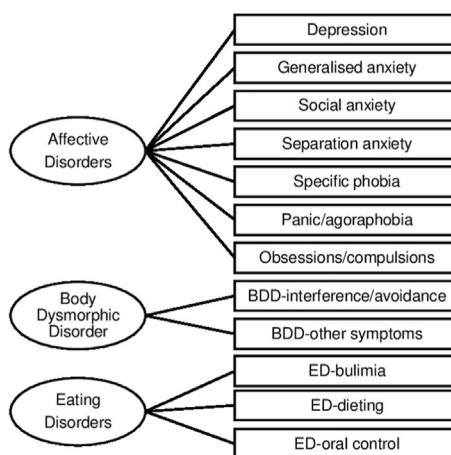 Affective
Disorders
Depression
Generalised anxiety
Social anxiety
Separation anxiety
Specific phobia
Panic/agoraphobia
Obsessions/compulsions
Body
Dysmorphic
Disorder
BDD-interference/avoidance
BDD-other symptoms
Eating
Disorders
ED-bulimia
ED-dieting
ED-oral control